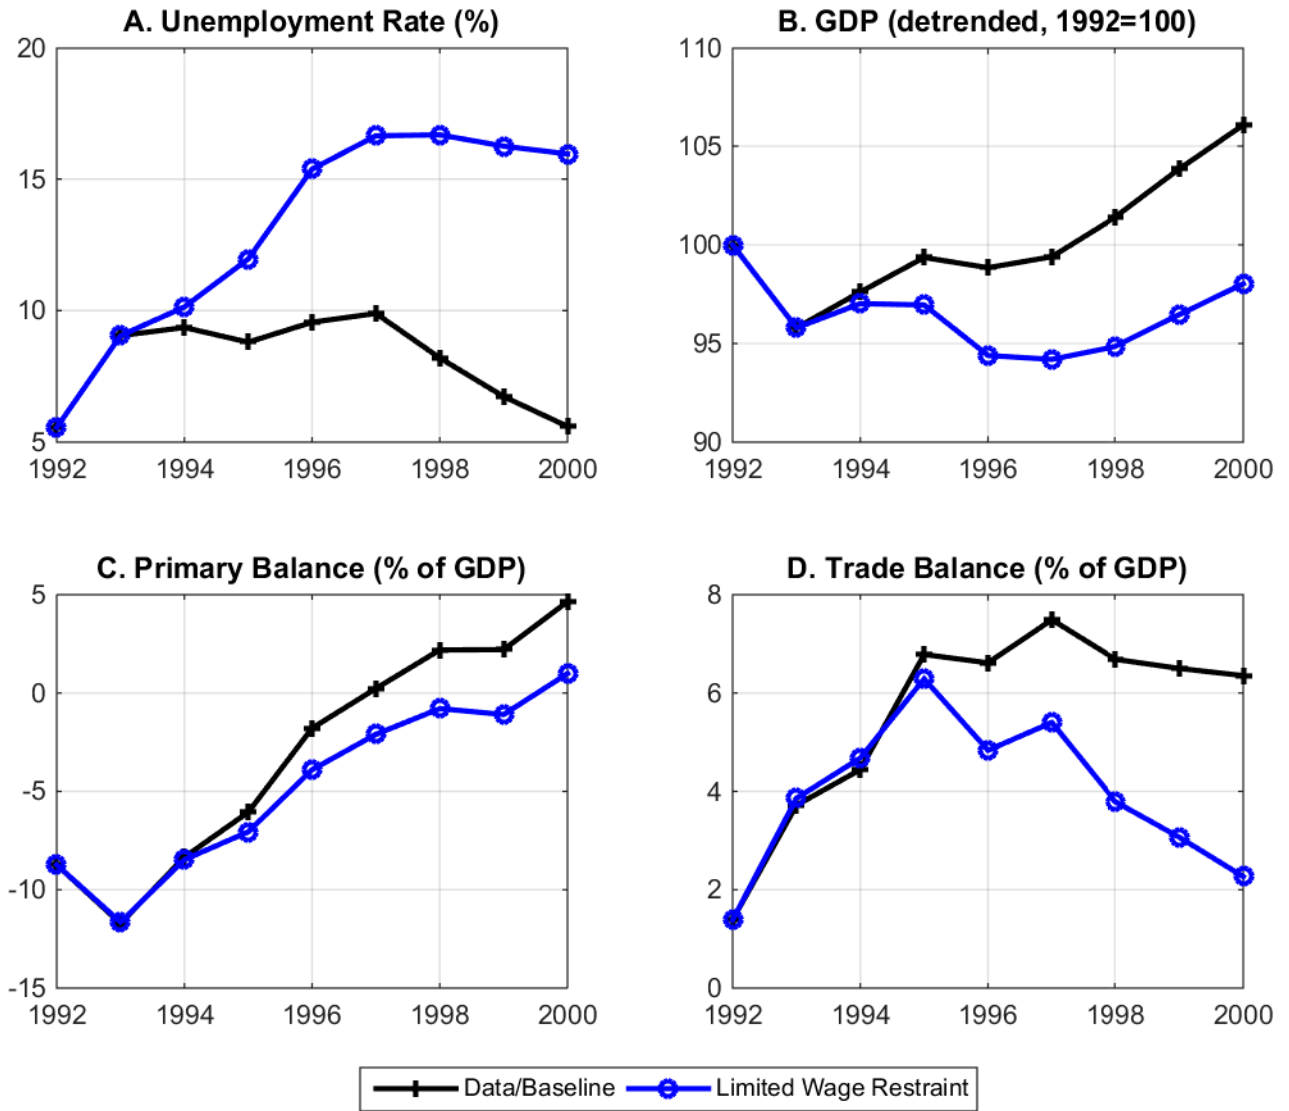 A. Unemployment Rate (%)
20
15
10
5
1992 1994 1996 1998 2000
B. GDP (detrended, 1992=100)
110
105
100
95
90
1992 1994 1996 1998 2000
C. Primary Balance (% of GDP)
5
0
-5
-10
-15
1992 1994 1996 1998 2000
D. Trade Balance (% of GDP)
8
6
4
2
0
1992 1994 1996 1998 2000
Data/Baseline Limited Wage Restraint